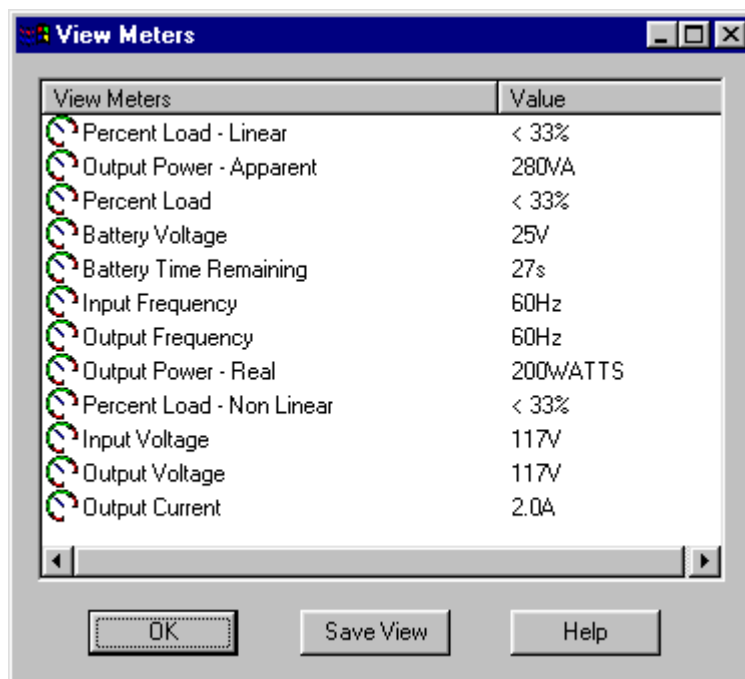 View Meters
View Meters Value
Percent Load - Linear < 33%
Output Power - Apparent 280VA
Percent Load < 33%
Battery Voltage 25V
Battery Time Remaining 27s
Input Frequency 60Hz
Output Frequency 60Hz
Output Power - Real 200WATTS
Percent Load - Non Linear < 33%
Input Voltage 117V
Output Voltage 117V
Output Current 2.0A
OK Save View Help